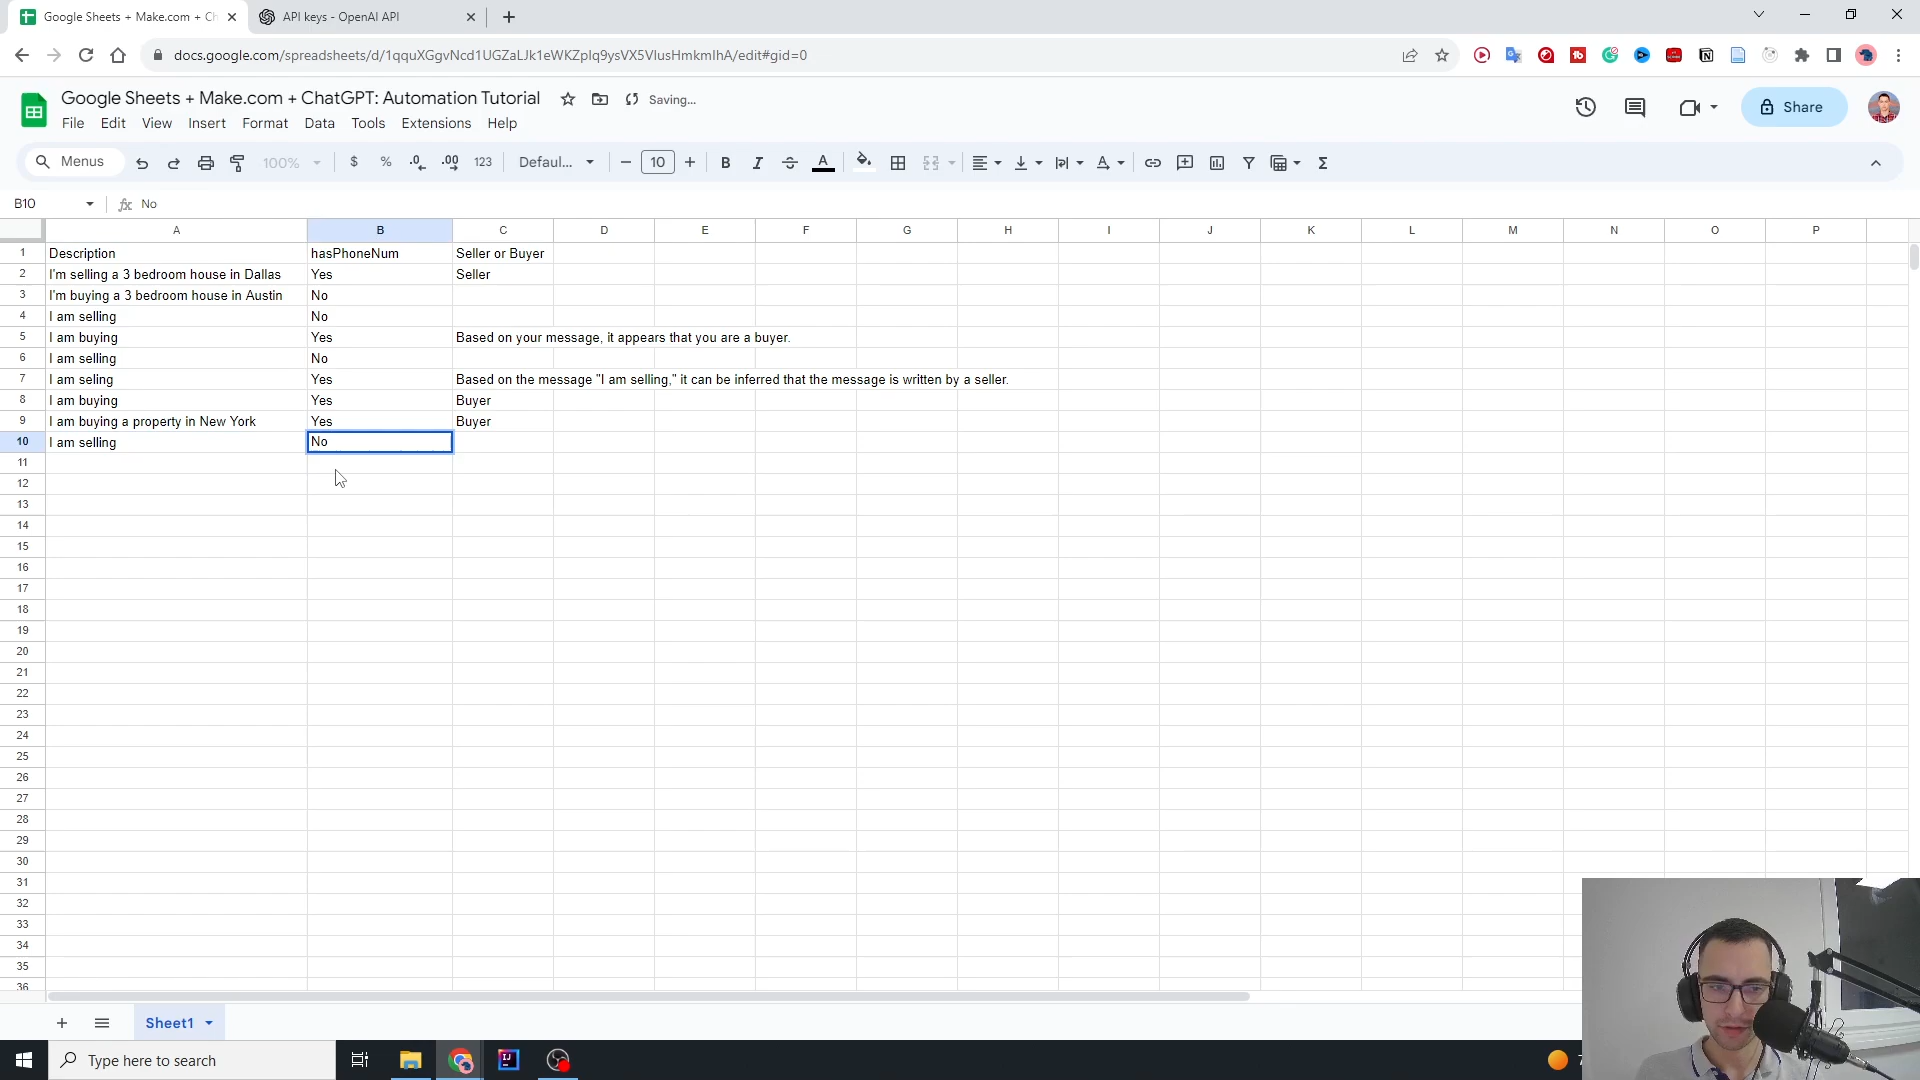 Google Sheets + Make.com + Ch
API keys - OpenAI API
docs.google.com/spreadsheets/d/1qquXGgvNcd1UGZaLJk1eWKZpIq9ysVX5VIusHmkmIhA/edit#gid=0
Google Sheets + Make.com + ChatGPT: Automation Tutorial
Saving...
File Edit View Insert Format Data Tools Extensions Help
Share
Menus 100% $ % .0 .00 123 Defaul... 10 B I A
B10 fx No
A B C D E F G H I J K L M N O P
1 Description hasPhoneNum Seller or Buyer
2 I'm selling a 3 bedroom house in Dallas Yes Seller
3 I'm buying a 3 bedroom house in Austin No
4 I am selling No
5 I am buying Yes Based on your message, it appears that you are a buyer.
6 I am selling No
7 I am seling Yes Based on the message "I am selling," it can be inferred that the message is written by a seller.
8 I am buying Yes Buyer
9 I am buying a property in New York Yes Buyer
10 I am selling No
11
12
13
14
15
16
17
18
19
20
21
22
23
24
25
26
27
28
29
30
31
32
33
34
35
36
Sheet1
Type here to search